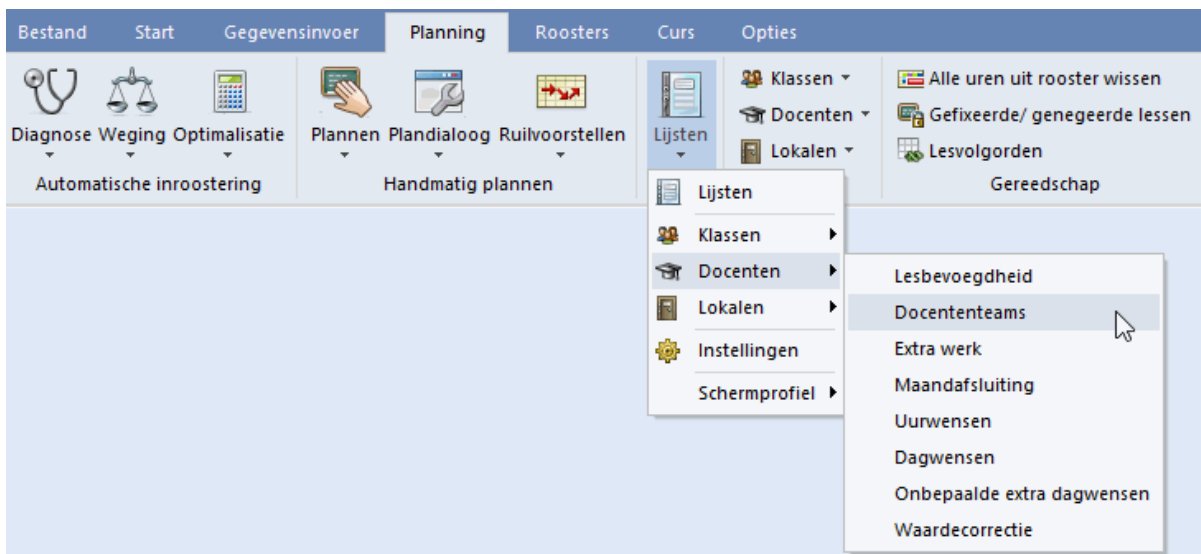 Bestand Start Gegevensinvoer Planning Roosters Curs Opties
Diagnose Weging Optimalisatie
Automatische inroostering
Plannen Plandialoog Ruilvoorstellen
Handmatig plannen
Lijsten
Klassen
Docenten
Lokalen
Alle uren uit rooster wissen
Gefixeerde/ genegeerde lessen
Lesvolgorden
Gereedschap
Lijsten
Klassen
Docenten
Lokalen
Instellingen
Schermprofiel
Lesbevoegdheid
Docententeams
Extra werk
Maandafsluiting
Uurwensen
Dagwensen
Onbepaalde extra dagwensen
Waardecorrectie